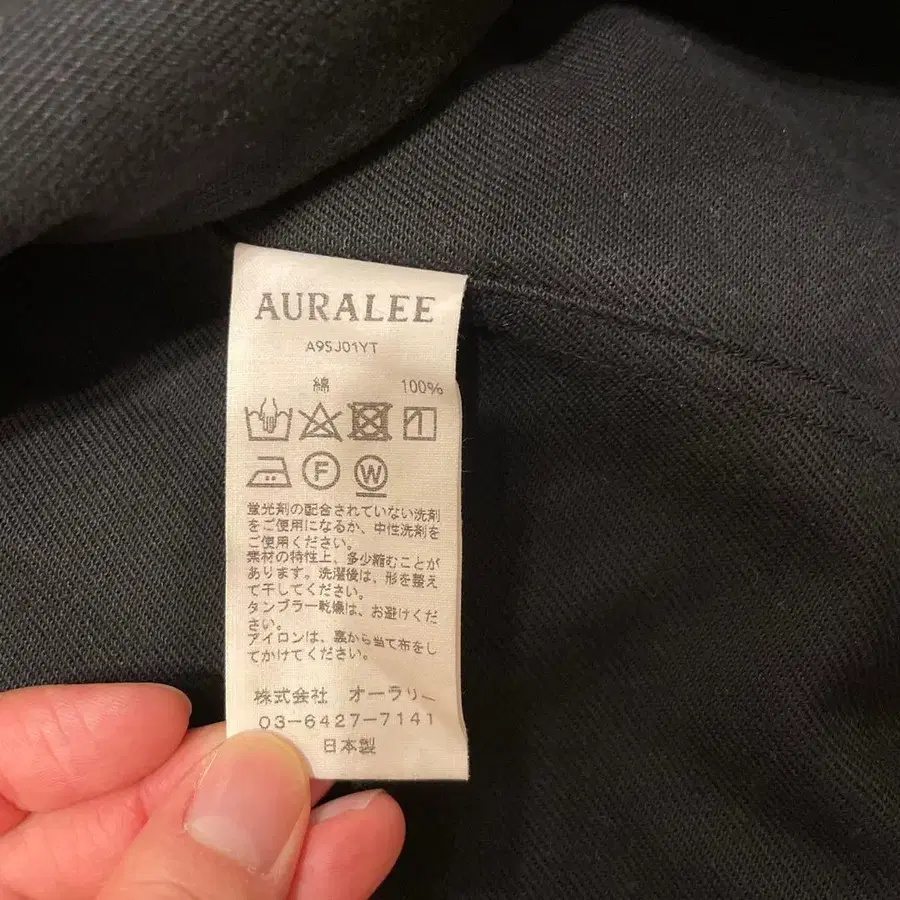 AURALEE
A9SJ01YT
綿 100%
F W
蛍光剤の配合されていない洗剤
をご使用になるか、中性洗剤を
ご使用ください。
素材の特性上、多少縮むことが
あります。洗濯後は、形を整え
て干してください。
タンブラー乾燥は、お避けくだ
さい。
アイロンは、裏から当て布をし
てかけてください。
株式会社 オーラリー
03-6427-7141
日本製